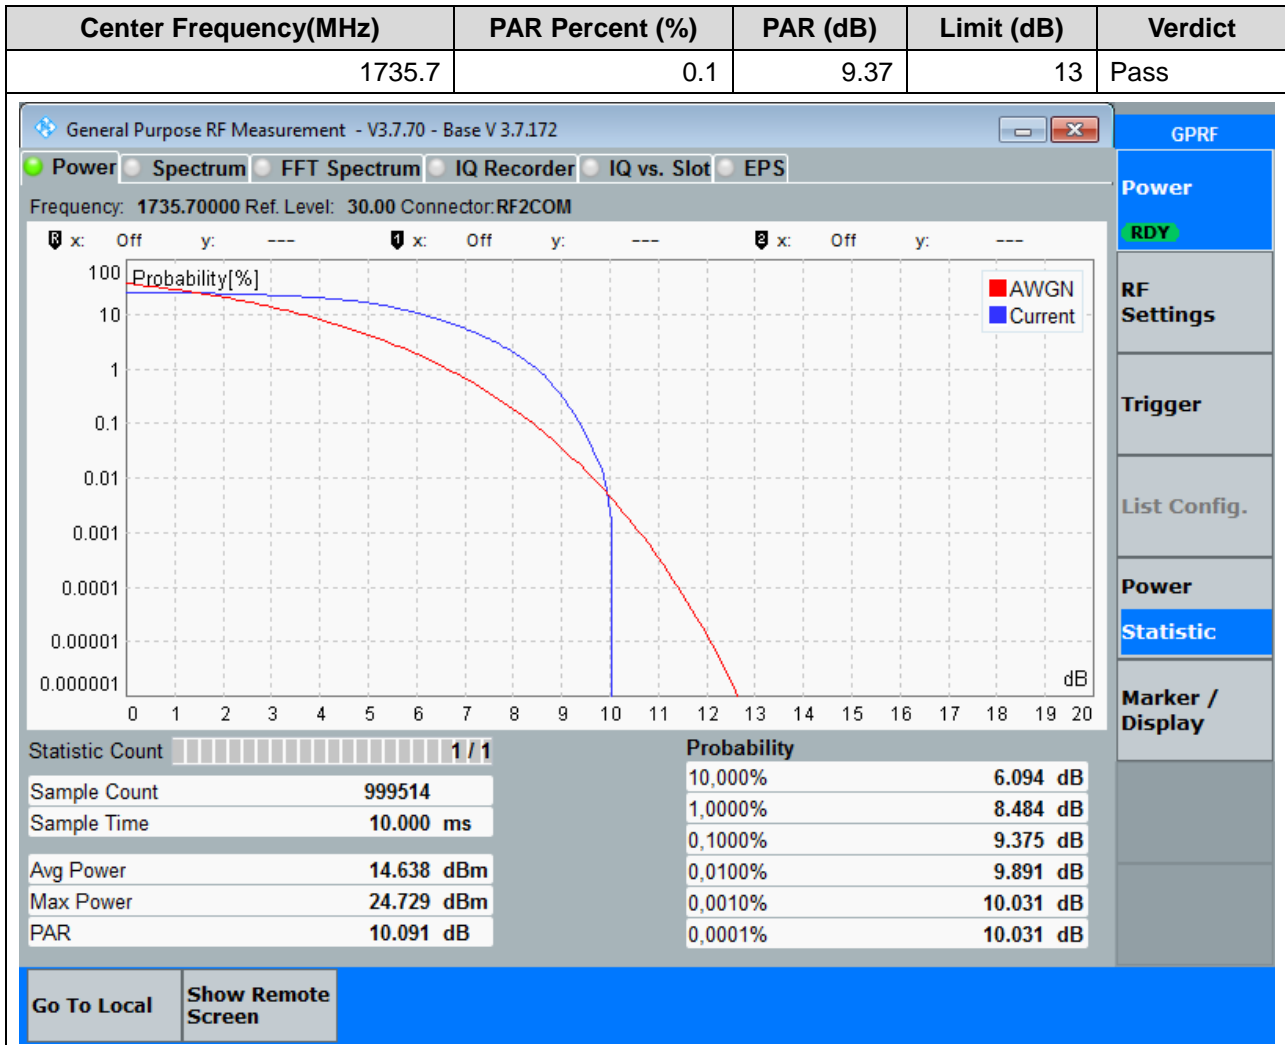 Center Frequency(MHz) PAR Percent (%) PAR (dB) Limit (dB) Verdict
1735.7 0.1 9.37 13 Pass
General Purpose RF Measurement - V3.7.70 - Base V 3.7.172
GPRF
Power Spectrum FFT Spectrum IQ Recorder IQ vs. Slot EPS
Frequency: 1735.70000 Ref. Level: 30.00 Connector:RF2COM
R x: Off y: --- 1 x: Off y: --- 2 x: Off y: ---
Probability[%]
AWGN
Current
100
10
1
0.1
0.01
0.001
0.0001
0.00001
0.000001
dB
0 1 2 3 4 5 6 7 8 9 10 11 12 13 14 15 16 17 18 19 20
Statistic Count 1 / 1
Sample Count 999514
Sample Time 10.000 ms
Avg Power 14.638 dBm
Max Power 24.729 dBm
PAR 10.091 dB
Probability
10,000% 6.094 dB
1,0000% 8.484 dB
0,1000% 9.375 dB
0,0100% 9.891 dB
0,0010% 10.031 dB
0,0001% 10.031 dB
Power
RDY
RF
Settings
Trigger
List Config.
Power
Statistic
Marker /
Display
Go To Local
Show Remote
Screen